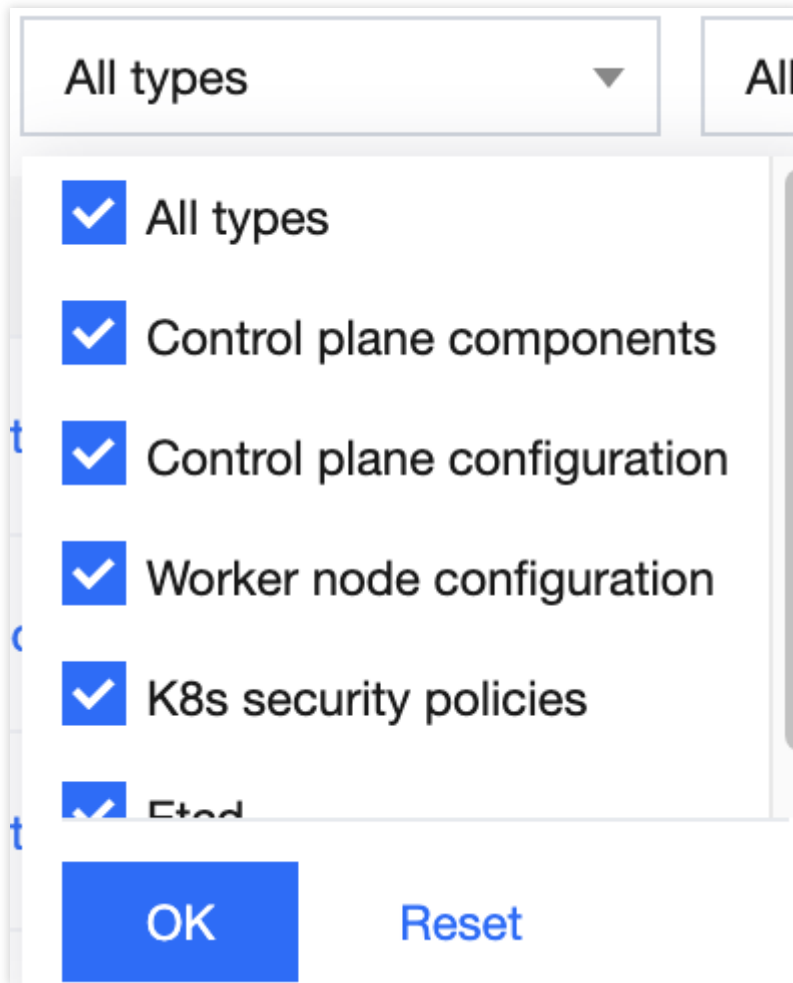 All types
All
All types
Control plane components
Control plane configuration
Worker node configuration
K8s security policies
Etcd
OK
Reset